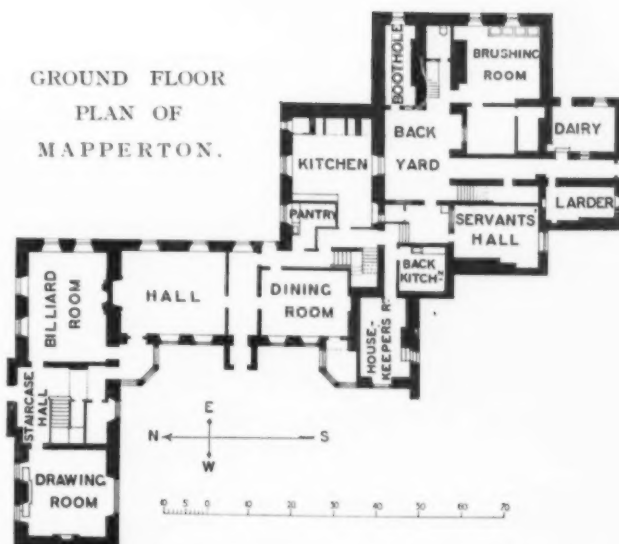 GROUND FLOOR
PLAN OF
MAPPERTON.
BOOTHOLE
BRUSHING
ROOM
BACK
YARD
DAIRY
KITCHEN
PANTRY
LARDER
SERVANTS'
HALL
BACK
KITCHN
BILLIARD
ROOM
HALL
DINING
ROOM
HOUSE-
KEEPERS R.
STAIRCASE
HALL
E
N S
W
DRAWING
ROOM
10 5 0 10 20 30 40 50 60 70